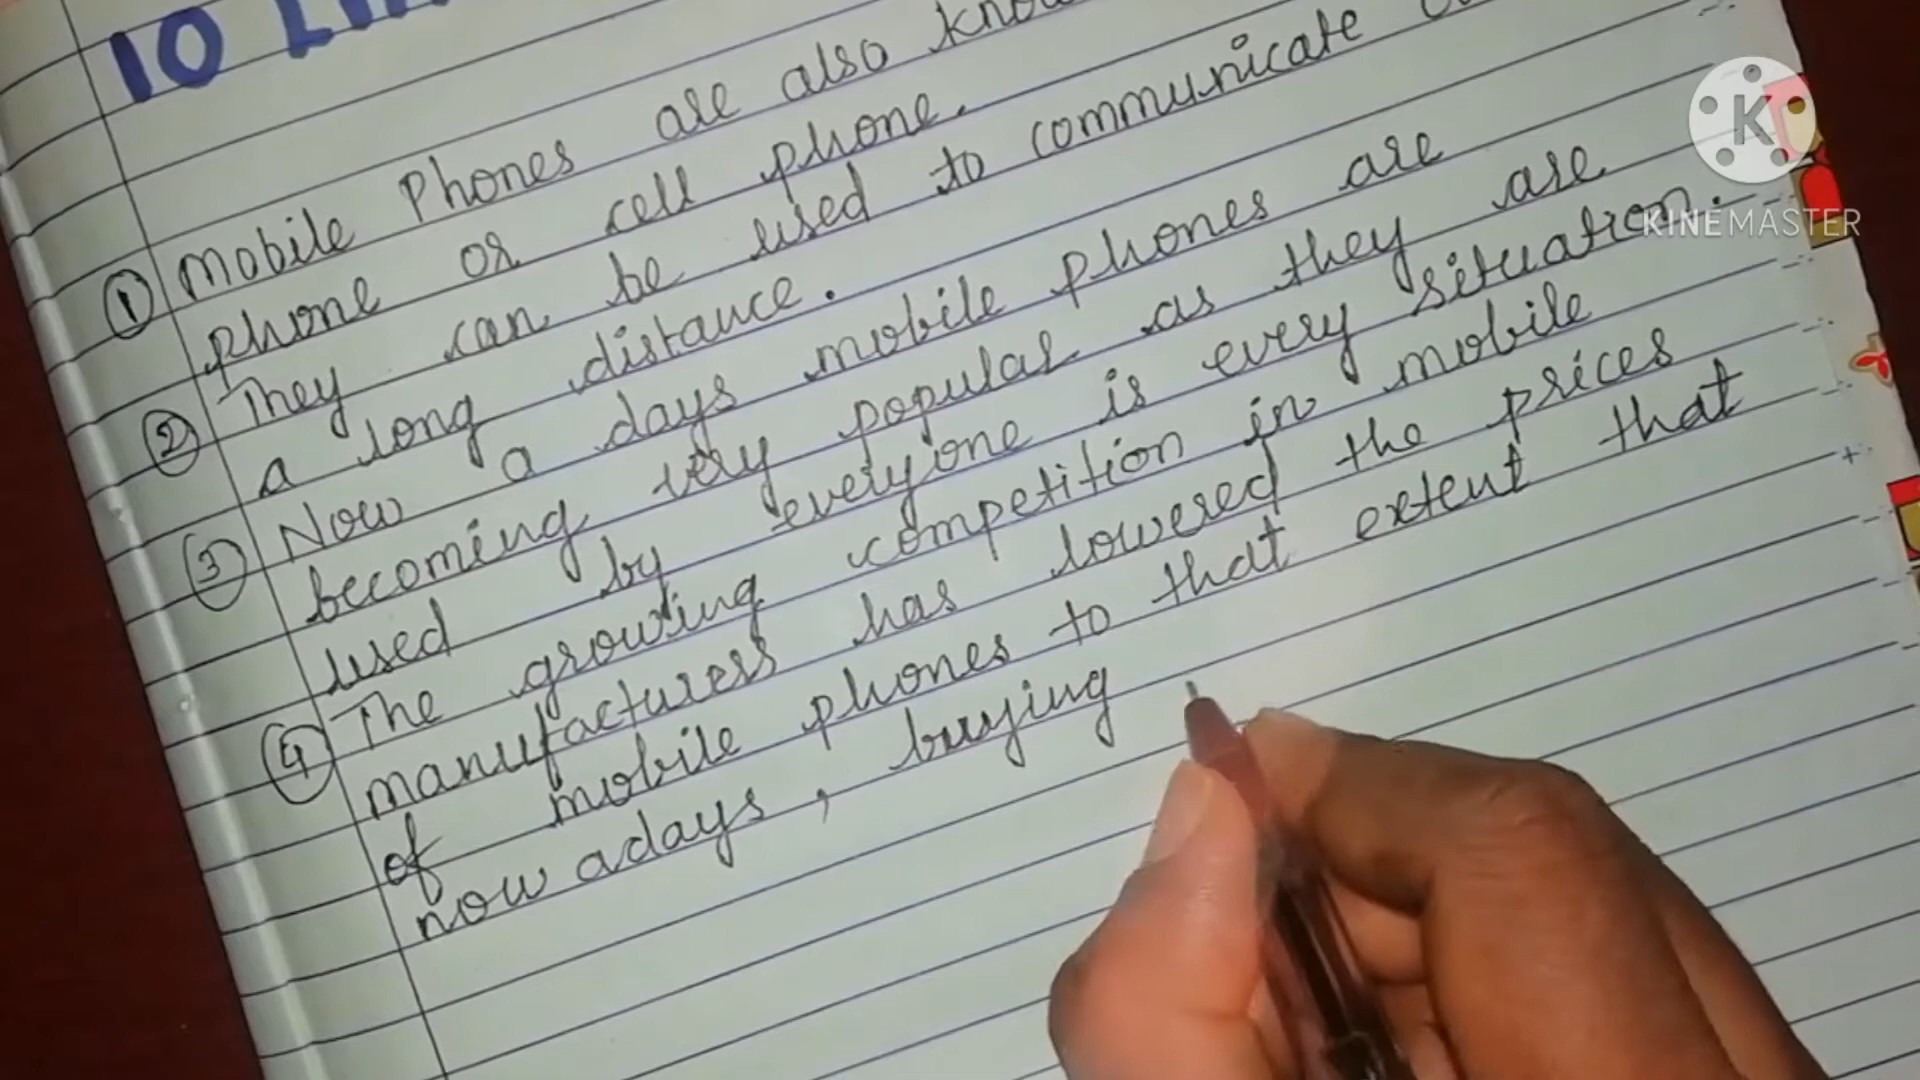 10
Mobile Phones are also
phone or cell phone.
They can be used to communicate
a long distance.
Now a days mobile phones are
becoming very popular as they are
used by everyone is every situation.
The growing competition in mobile
manufacturess has lowered the prices
of mobile phones to that extent that
now adays, buying
1
2
3
4
K
KINEMASTER